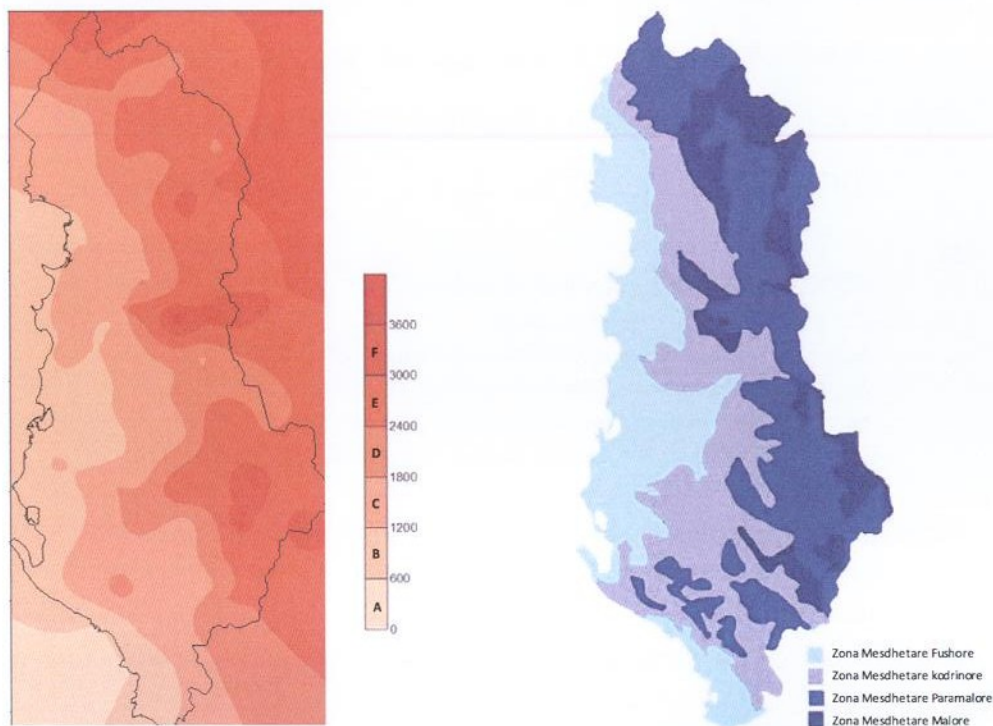 3600
F
3000
E
2400
D
1800
C
1200
B
600
A
0
Zona Mesdhetare Fushore
Zona Mesdhetare kodrinore
Zona Mesdhetare Paramalore
Zona Mesdhetare Malore